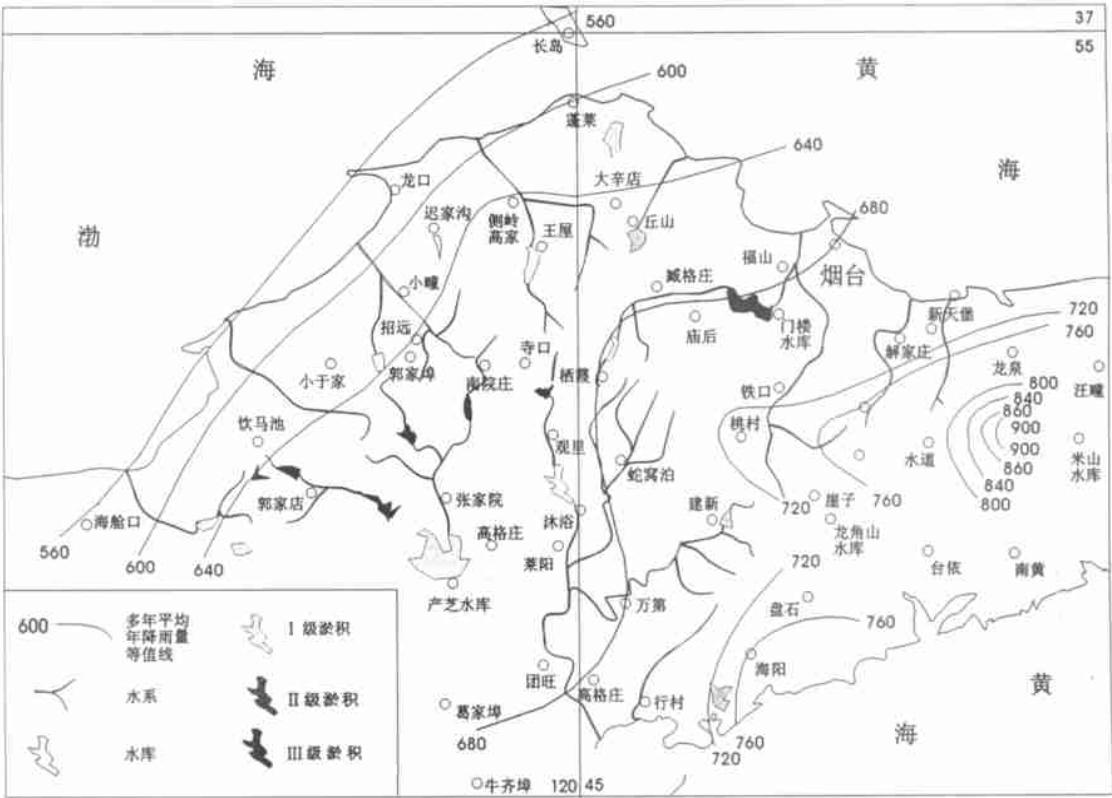 560
37
长岛
55
海
黄
600
蓬莱
640
大辛店
海
龙口
迟家沟
侧岭
高家
王屋
丘山
680
渤
福山
烟台
臧格庄
小疃
新天堡
720
招远
庙后
门楼
水库
解家庄
760
寺口
龙泉
小于家
郭家埠
南院庄
栖霞
铁口
800
汪疃
840
860
饮马池
桃村
900
观里
水道
900
米山
水库
蛇窝泊
860
840
郭家店
张家院
崖子
760
800
720
海舱口
沐浴
建新
龙角山
水库
高格庄
560
莱阳
720
台依
南黄
600
640
产芝水库
万第
盘石
600
多年平均
年降雨量
等值线
I 级淤积
760
海阳
团旺
高格庄
黄
水系
II 级淤积
葛家埠
行村
海
680
760
水库
III 级淤积
720
牛齐埠
120
45